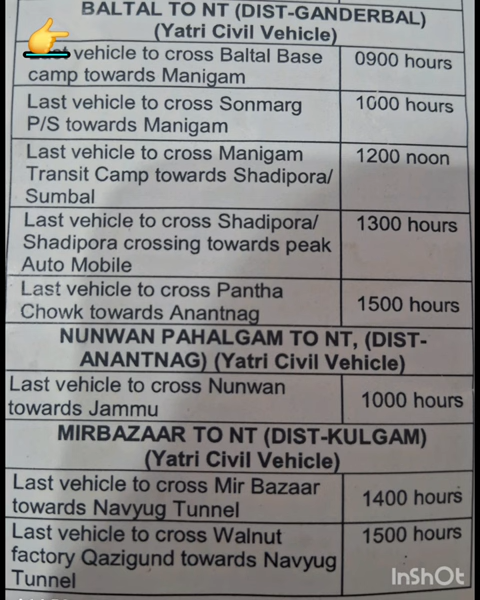 BALTAL TO NT (DIST-GANDERBAL)
(Yatri Civil Vehicle)
vehicle to cross Baltal Base
camp towards Manigam
0900 hours
Last vehicle to cross Sonmarg
P/S towards Manigam
1000 hours
Last vehicle to cross Manigam
Transit Camp towards Shadipora/
Sumbal
1200 noon
Last vehicle to cross Shadipora/
Shadipora crossing towards peak
Auto Mobile
1300 hours
Last vehicle to cross Pantha
Chowk towards Anantnag
1500 hours
NUNWAN PAHALGAM TO NT, (DIST-
ANANTNAG) (Yatri Civil Vehicle)
Last vehicle to cross Nunwan
towards Jammu
1000 hours
MIRBAZAAR TO NT (DIST-KULGAM)
(Yatri Civil Vehicle)
Last vehicle to cross Mir Bazaar
towards Navyug Tunnel
1400 hours
Last vehicle to cross Walnut
factory Qazigund towards Navyug
Tunnel
1500 hours
InShOt